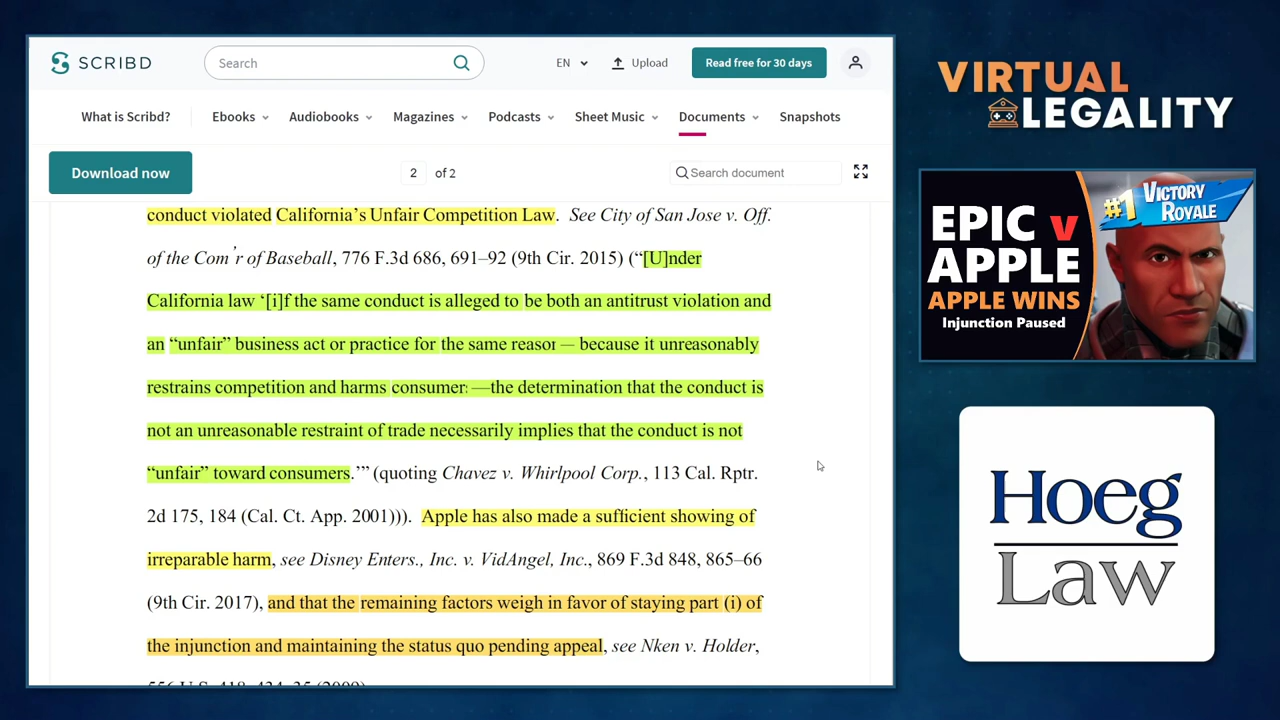 SCRIBD
Search
EN
Upload
Read free for 30 days
What is Scribd?
Ebooks
Audiobooks
Magazines
Podcasts
Sheet Music
Documents
Snapshots
Download now
2 of 2
Search document
conduct violated California’s Unfair Competition Law. See City of San Jose v. Off.
of the Com’r of Baseball, 776 F.3d 686, 691–92 (9th Cir. 2015) (“[U]nder
California law ‘[i]f the same conduct is alleged to be both an antitrust violation and
an “unfair” business act or practice for the same reason — because it unreasonably
restrains competition and harms consumers —the determination that the conduct is
not an unreasonable restraint of trade necessarily implies that the conduct is not
“unfair” toward consumers.’” (quoting Chavez v. Whirlpool Corp., 113 Cal. Rptr.
2d 175, 184 (Cal. Ct. App. 2001))). Apple has also made a sufficient showing of
irreparable harm, see Disney Enters., Inc. v. VidAngel, Inc., 869 F.3d 848, 865–66
(9th Cir. 2017), and that the remaining factors weigh in favor of staying part (i) of
the injunction and maintaining the status quo pending appeal, see Nken v. Holder,
VIRTUAL
LEGALITY
EPIC v
APPLE
APPLE WINS
Injunction Paused
#1 VICTORY
ROYALE
Hoeg
Law